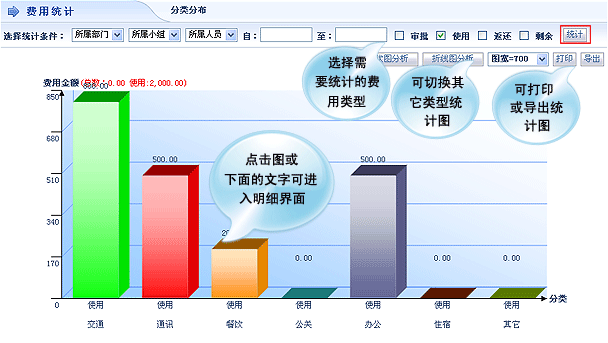 费用统计 分类分布
选择统计条件： 所属部门 所属小组 所属人员 自： 至： 审批 使用 返还 剩余 统计
图分析 折线图分析 图宽=700 打印 导出
选择需
要统计的费
用类型
可切换其
它类型统
计图
可打印
或导出统
计图
费用金额(总数:0.00 使用:2,000.00)
850
680
510
340
170
0
500.00
0.00
500.00
0.00
0.00
点击图或
下面的文字可进
入明细界面
使用 使用 使用 使用 使用 使用 使用 分类
交通 通讯 餐饮 公关 办公 住宿 其它